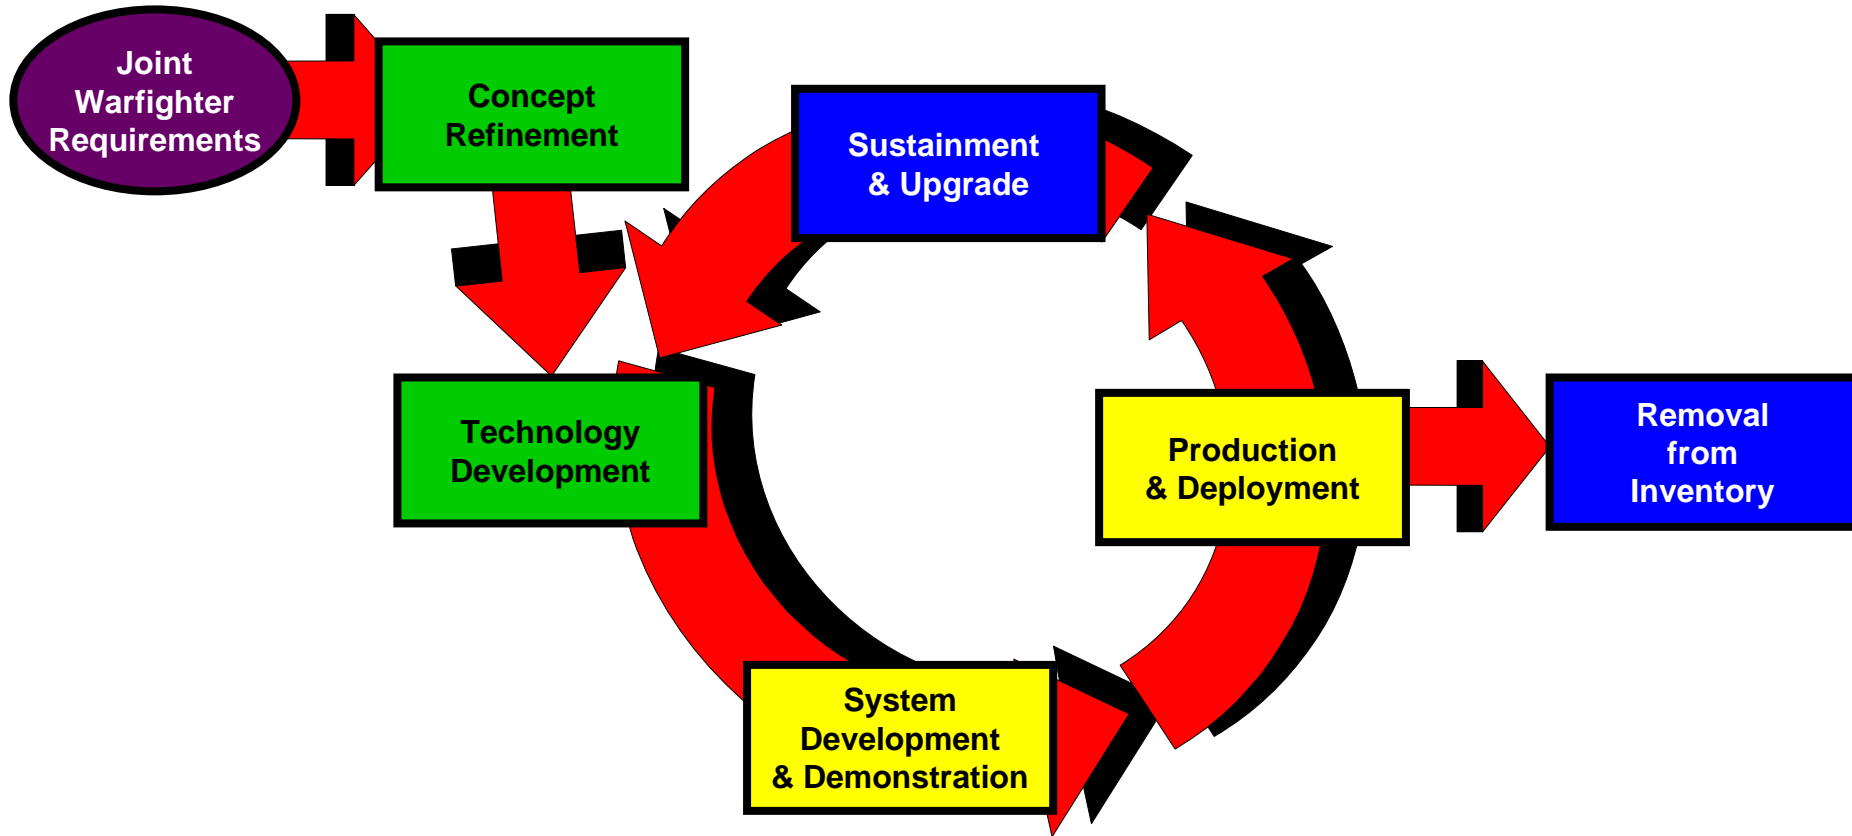 Joint
Warfighter
Requirements
Concept
Refinement
Sustainment
& Upgrade
Technology
Development
Production
& Deployment
Removal
from
Inventory
System
Development
& Demonstration